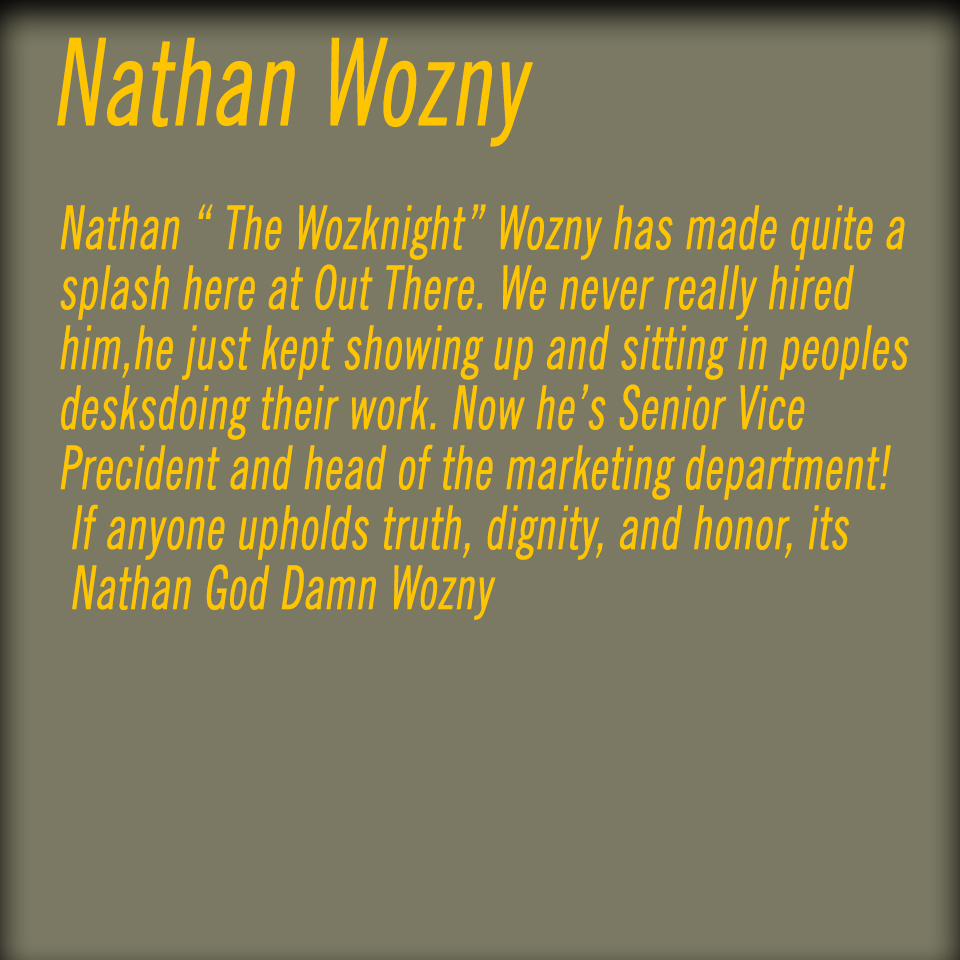 Nathan Wozny
Nathan “ The Wozknight” Wozny has made quite a
splash here at Out There. We never really hired
him,he just kept showing up and sitting in peoples
desksdoing their work. Now he’s Senior Vice
Precident and head of the marketing department!
If anyone upholds truth, dignity, and honor, its
Nathan God Damn Wozny